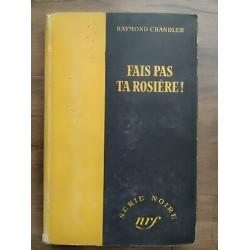 RAYMOND CHANDLER
FAIS PAS
TA ROSIÈRE!
SÉRIE NOIRE
nrf